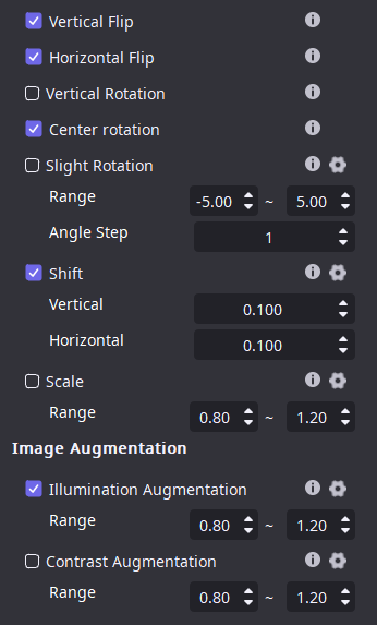 Vertical Flip
Horizontal Flip
Vertical Rotation
Center rotation
Slight Rotation
Range -5.00 ~ 5.00
Angle Step 1
Shift
Vertical 0.100
Horizontal 0.100
Scale
Range 0.80 ~ 1.20
Image Augmentation
Illumination Augmentation
Range 0.80 ~ 1.20
Contrast Augmentation
Range 0.80 ~ 1.20